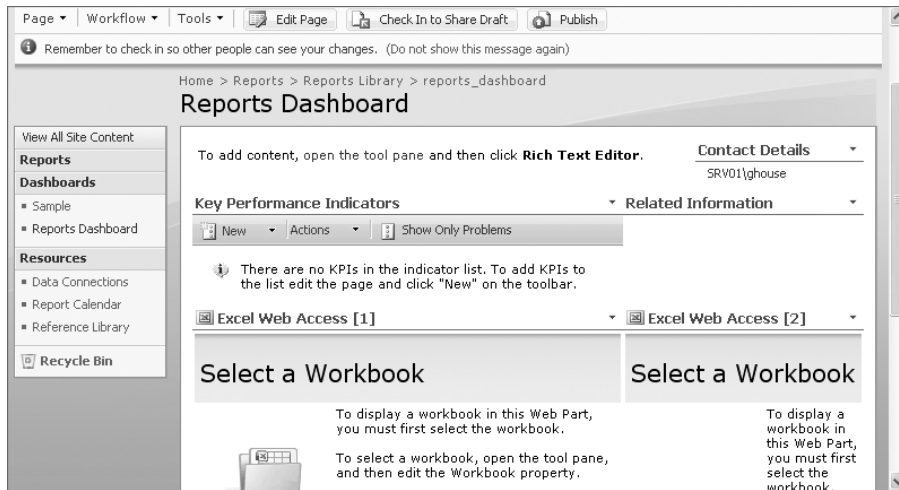 Page Workflow Tools Edit Page Check In to Share Draft Publish
Remember to check in so other people can see your changes. (Do not show this message again)
Home > Reports > Reports Library > reports_dashboard
Reports Dashboard
View All Site Content
Reports
Dashboards
Sample
Reports Dashboard
Resources
Data Connections
Report Calendar
Reference Library
Recycle Bin
To add content, open the tool pane and then click Rich Text Editor.
Contact Details
SRV01\ghouse
Key Performance Indicators
Related Information
New Actions Show Only Problems
There are no KPIs in the indicator list. To add KPIs to
the list edit the page and click "New" on the toolbar.
Excel Web Access [1]
Excel Web Access [2]
Select a Workbook
Select a Workbook
To display a workbook in this Web Part,
you must first select the workbook.
To select a workbook, open the tool pane,
and then edit the Workbook property.
To display a
workbook in
this Web Part,
you must first
select the
workbook.